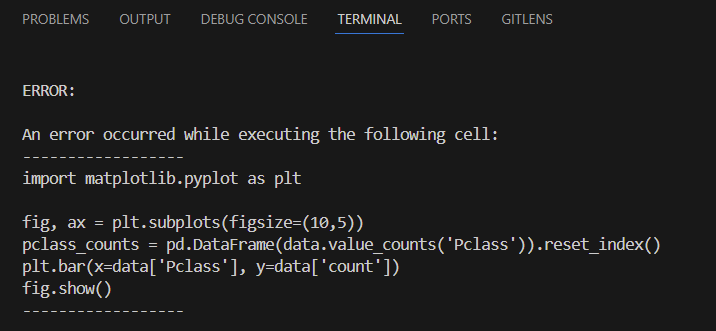 PROBLEMS OUTPUT DEBUG CONSOLE TERMINAL PORTS GITLENS
ERROR:
An error occurred while executing the following cell:
------------------
import matplotlib.pyplot as plt
fig, ax = plt.subplots(figsize=(10,5))
pclass_counts = pd.DataFrame(data.value_counts('Pclass')).reset_index()
plt.bar(x=data['Pclass'], y=data['count'])
fig.show()
------------------